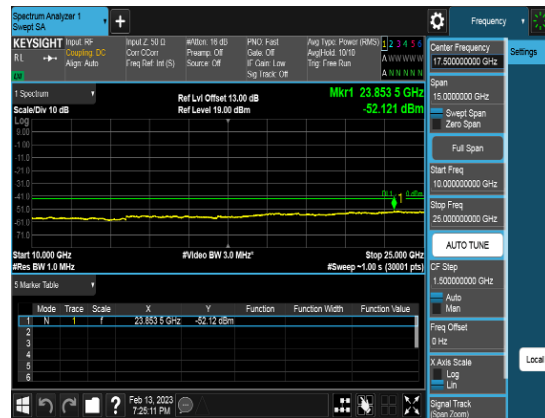 Spectrum Analyzer 1
Swept SA
+
Frequency
KEYSIGHT
Input: RF
Input Z: 50 Ω
#Atten: 16 dB
PNO: Fast
Avg Type: Power (RMS)
1 2 3 4 5 6
RL
Coupling: DC
Corr CCorr
Preamp: Off
Gate: Off
Avg|Hold: 10/10
A W W W W W
Align: Auto
Freq Ref: Int (S)
Source: Off
IF Gain: Low
Trig: Free Run
Sig Track: Off
A N N N N N
1 Spectrum
Ref Lvl Offset 13.00 dB
Mkr1 23.853 5 GHz
Scale/Div 10 dB
Ref Level 19.00 dBm
-52.121 dBm
Log
9.00
-1.00
-11.0
-21.0
-31.0
-41.0
-51.0
-61.0
-71.0
1
Start 10.000 GHz
#Video BW 3.0 MHz*
Stop 25.000 GHz
#Res BW 1.0 MHz
#Sweep ~1.00 s (30001 pts)
5 Marker Table
Mode Trace Scale X Y Function Function Width Function Value
1 N 1 f 23.853 5 GHz -52.12 dBm
2
3
4
5
6
?
Feb 13, 2023
7:25:11 PM
Center Frequency
17.500000000 GHz
Settings
Span
15.0000000 GHz
Swept Span
Zero Span
Full Span
Start Freq
10.000000000 GHz
Stop Freq
25.000000000 GHz
AUTO TUNE
CF Step
1.500000000 GHz
Auto
Man
Freq Offset
0 Hz
X Axis Scale
Log
Lin
Local
Signal Track
(Span Zoom)